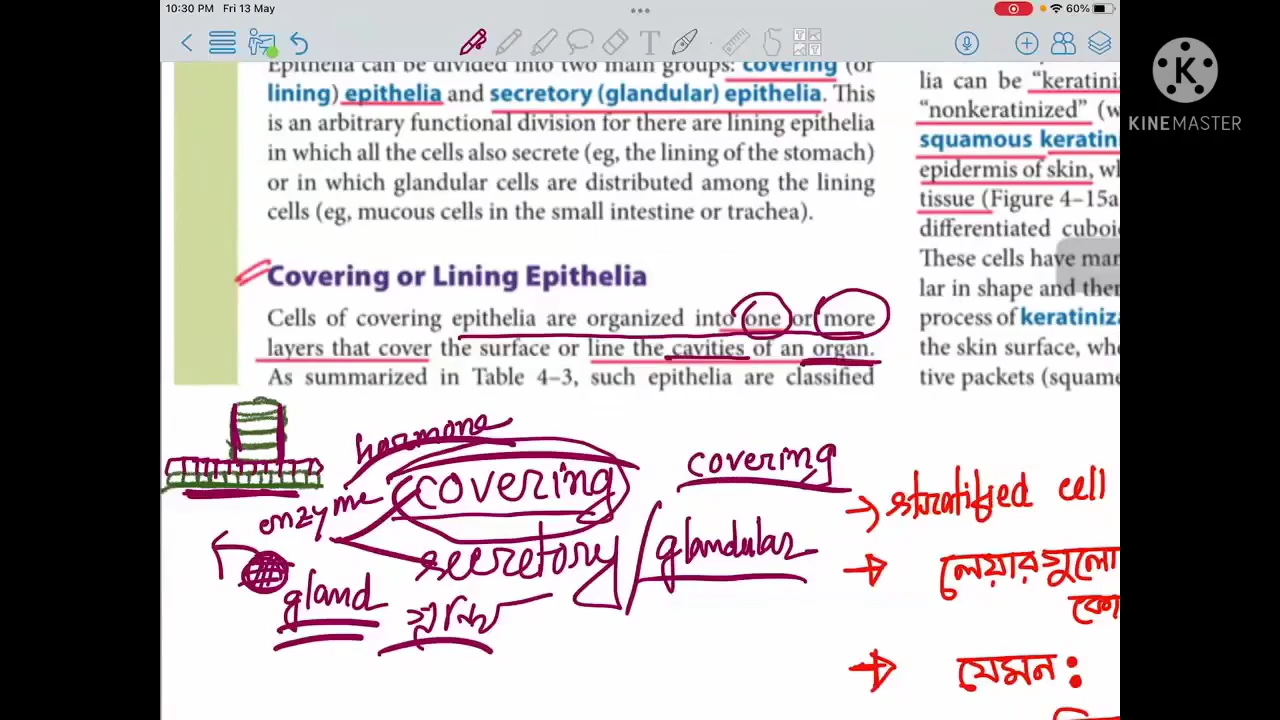 10:30 PM Fri 13 May
60%
K
KINEMASTER
Epithelia can be divided into two main groups: covering (or
lining) epithelia and secretory (glandular) epithelia. This
is an arbitrary functional division for there are lining epithelia
in which all the cells also secrete (eg, the lining of the stomach)
or in which glandular cells are distributed among the lining
cells (eg, mucous cells in the small intestine or trachea).
Covering or Lining Epithelia
Cells of covering epithelia are organized into one or more
layers that cover the surface or line the cavities of an organ.
As summarized in Table 4–3, such epithelia are classified
lia can be “keratini
“nonkeratinized” (w
squamous keratin
epidermis of skin, wh
tissue (Figure 4–15a
differentiated cuboi
These cells have mar
lar in shape and ther
process of keratiniza
the skin surface, whe
tive packets (squame
hormone
covering
enzyme
secretory
gland
গ্রন্থি
covering
glandular
stratified cell
লেয়ারগুলো
কো
যেমন: